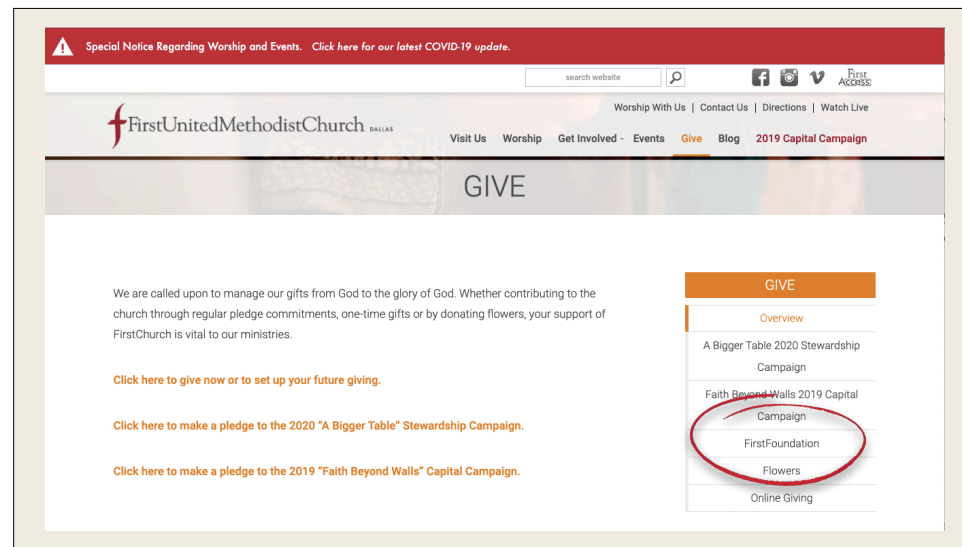 Special Notice Regarding Worship and Events. Click here for our latest COVID-19 update.
search website
First
Access
Worship With Us | Contact Us | Directions | Watch Live
FirstUnitedMethodistChurch DALLAS
Visit Us Worship Get Involved - Events Give Blog 2019 Capital Campaign
GIVE
We are called upon to manage our gifts from God to the glory of God. Whether contributing to the
church through regular pledge commitments, one-time gifts or by donating flowers, your support of
FirstChurch is vital to our ministries.
Click here to give now or to set up your future giving.
Click here to make a pledge to the 2020 “A Bigger Table” Stewardship Campaign.
Click here to make a pledge to the 2019 “Faith Beyond Walls” Capital Campaign.
GIVE
Overview
A Bigger Table 2020 Stewardship
Campaign
Faith Beyond Walls 2019 Capital
Campaign
FirstFoundation
Flowers
Online Giving